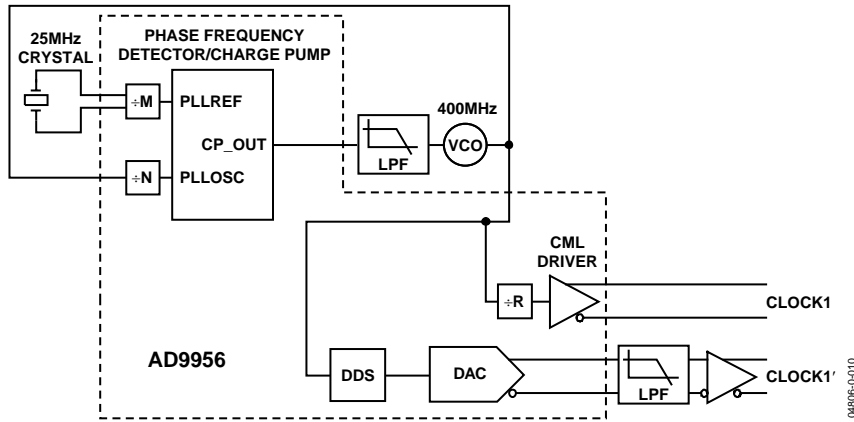 25MHz
CRYSTAL
PHASE FREQUENCY
DETECTOR/CHARGE PUMP
÷M
PLLREF
CP_OUT
400MHz
VCO
LPF
÷N
PLLOSC
CML
DRIVER
÷R
CLOCK1
AD9956
DDS
DAC
LPF
CLOCK1′
04806-0-010